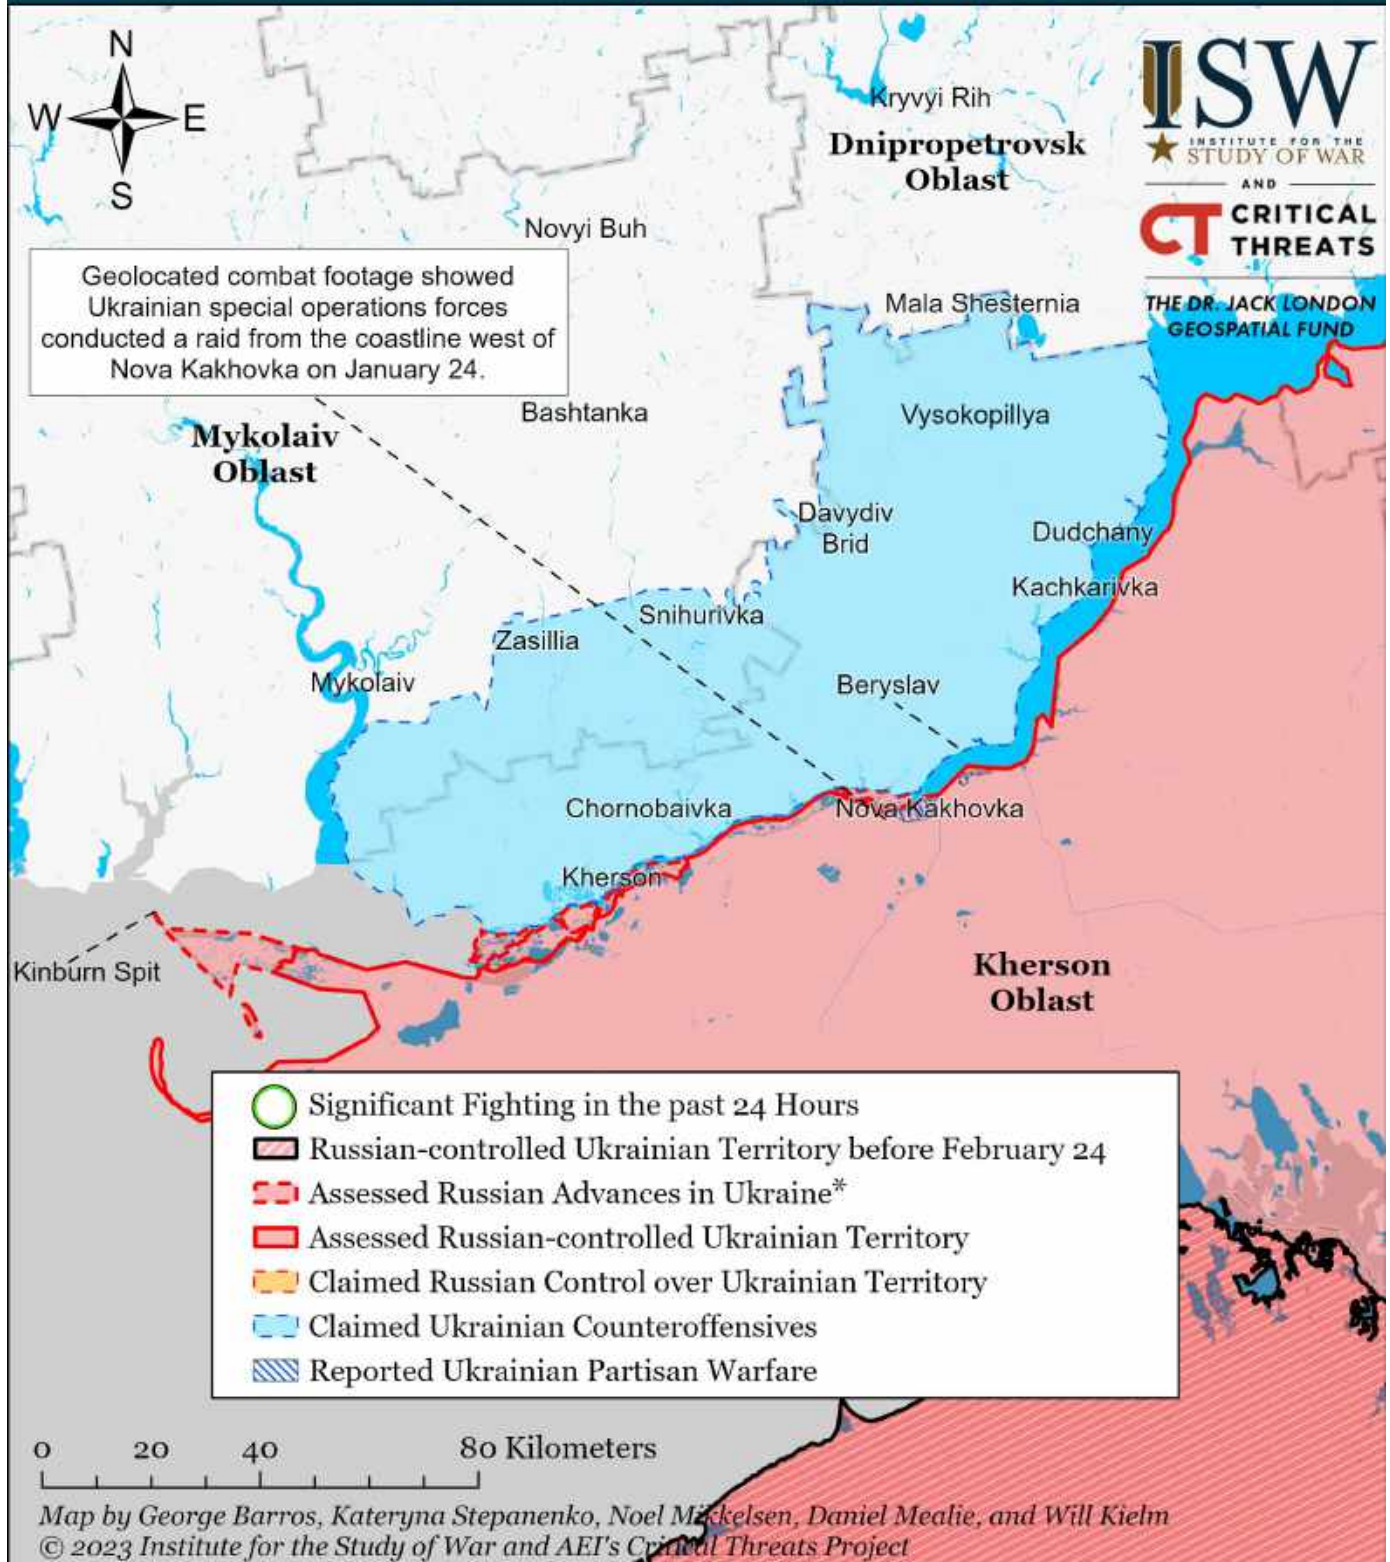 N
W
E
S
ISW
INSTITUTE FOR THE
STUDY OF WAR
AND
CT CRITICAL
THREATS
THE DR. JACK LONDON
GEOSPATIAL FUND
Kryvyi Rih
Dnipropetrovsk
Oblast
Novyi Buh
Geolocated combat footage showed
Ukrainian special operations forces
conducted a raid from the coastline west of
Nova Kakhovka on January 24.
Mala Shesternia
Bashtanka
Vysokopillya
Mykolaiv
Oblast
Davydiv
Brid
Dudchany
Kachkarivka
Snihurivka
Zasillia
Mykolaiv
Beryslav
Chornobaivka
Nova Kakhovka
Kherson
Kinburn Spit
Kherson
Oblast
Significant Fighting in the past 24 Hours
Russian-controlled Ukrainian Territory before February 24
Assessed Russian Advances in Ukraine*
Assessed Russian-controlled Ukrainian Territory
Claimed Russian Control over Ukrainian Territory
Claimed Ukrainian Counteroffensives
Reported Ukrainian Partisan Warfare
0 20 40 80 Kilometers
Map by George Barros, Kateryna Stepanenko, Noel Mikkelsen, Daniel Mealie, and Will Kielm
© 2023 Institute for the Study of War and AEI's Critical Threats Project